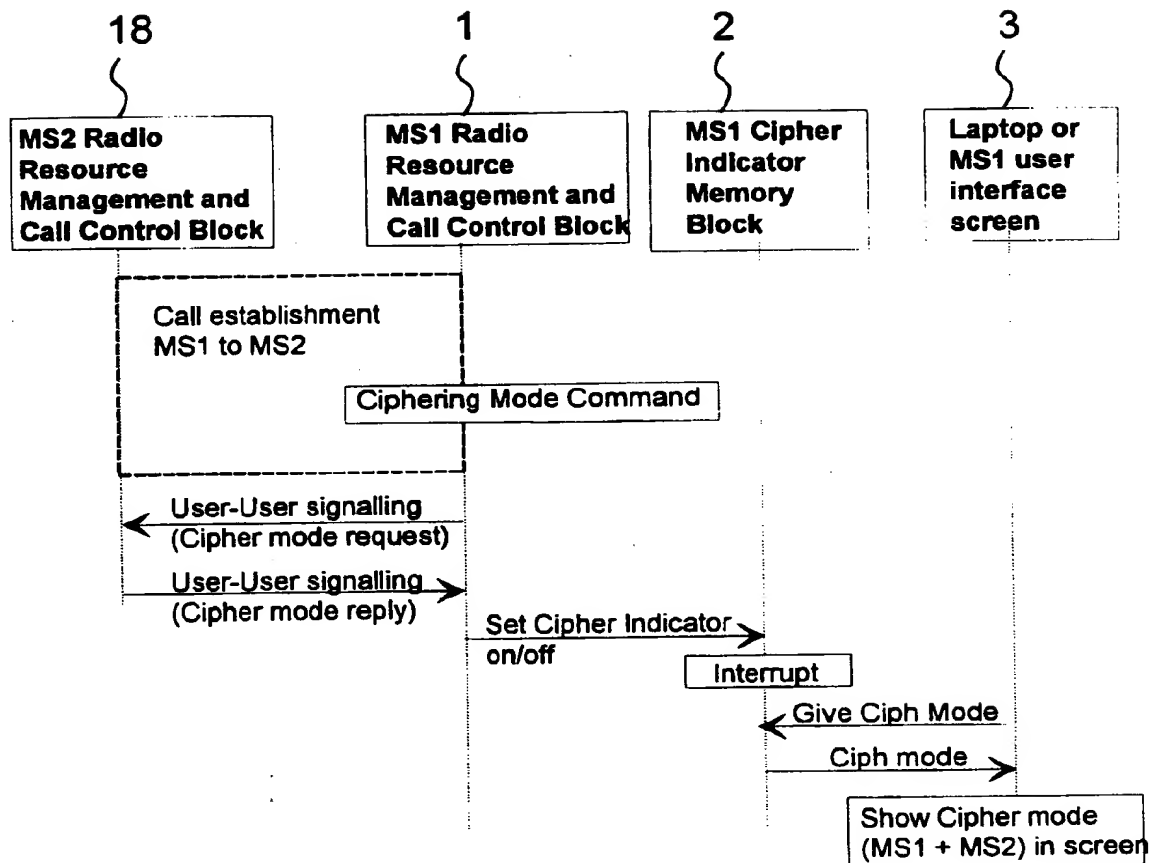 18
1
2
3
MS2 Radio
Resource
Management and
Call Control Block
MS1 Radio
Resource
Management and
Call Control Block
MS1 Cipher
Indicator
Memory
Block
Laptop or
MS1 user
interface
screen
Call establishment
MS1 to MS2
Ciphering Mode Command
User-User signalling
(Cipher mode request)
User-User signalling
(Cipher mode reply)
Set Cipher Indicator
on/off
Interrupt
Give Ciph Mode
Ciph mode
Show Cipher mode
(MS1 + MS2) in screen